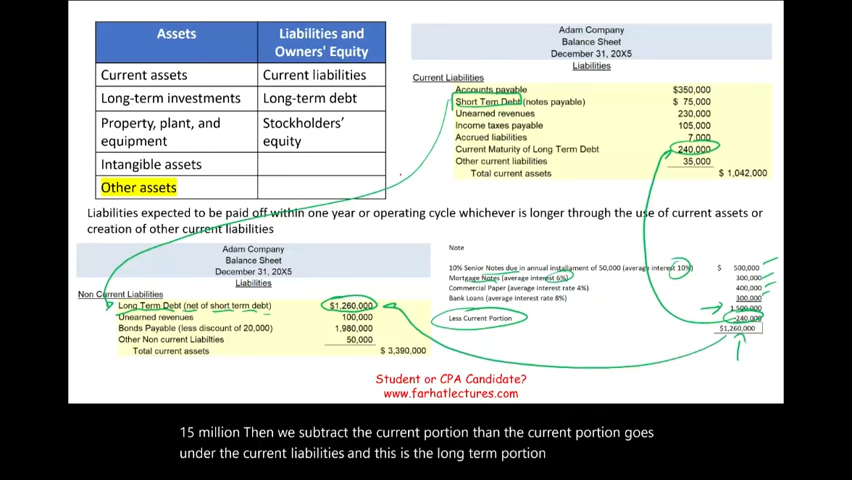 Assets
Liabilities and
Owners' Equity
Current assets
Current liabilities
Long-term investments
Long-term debt
Property, plant, and
equipment
Stockholders'
equity
Intangible assets
Other assets
Adam Company
Balance Sheet
December 31, 20X5
Liabilities
Current Liabilities
Accounts payable $350,000
Short Tem Debt (notes payable) $ 75,000
Unearned revenues 230,000
Income taxes payable 105,000
Accrued liabilities 7,000
Current Maturity of Long Term Debt 240,000
Other current liabilities 35,000
Total current assets $ 1,042,000
Liabilities expected to be paid off within one year or operating cycle whichever is longer through the use of current assets or
creation of other current liabilities
Adam Company
Balance Sheet
December 31, 20X5
Liabilities
Non Current Liabilities
Long Term Debt (net of short term debt) $1,260,000
Unearned revenues 100,000
Bonds Payable (less discount of 20,000) 1,980,000
Other Non current Liabilities 50,000
Total current assets $ 3,390,000
Note
10% Senior Notes due in annual installament of 50,000 (average interest 10%) $ 500,000
Mortgage Notes (average interest 6%) 300,000
Commercial Paper (average interest rate 4%) 400,000
Bank Loans (average interest rate 8%) 300,000
1,500,000
Less Current Portion -240,000
$1,260,000
Student or CPA Candidate?
www.farhatlectures.com
15 million Then we subtract the current portion than the current portion goes
under the current liabilities and this is the long term portion